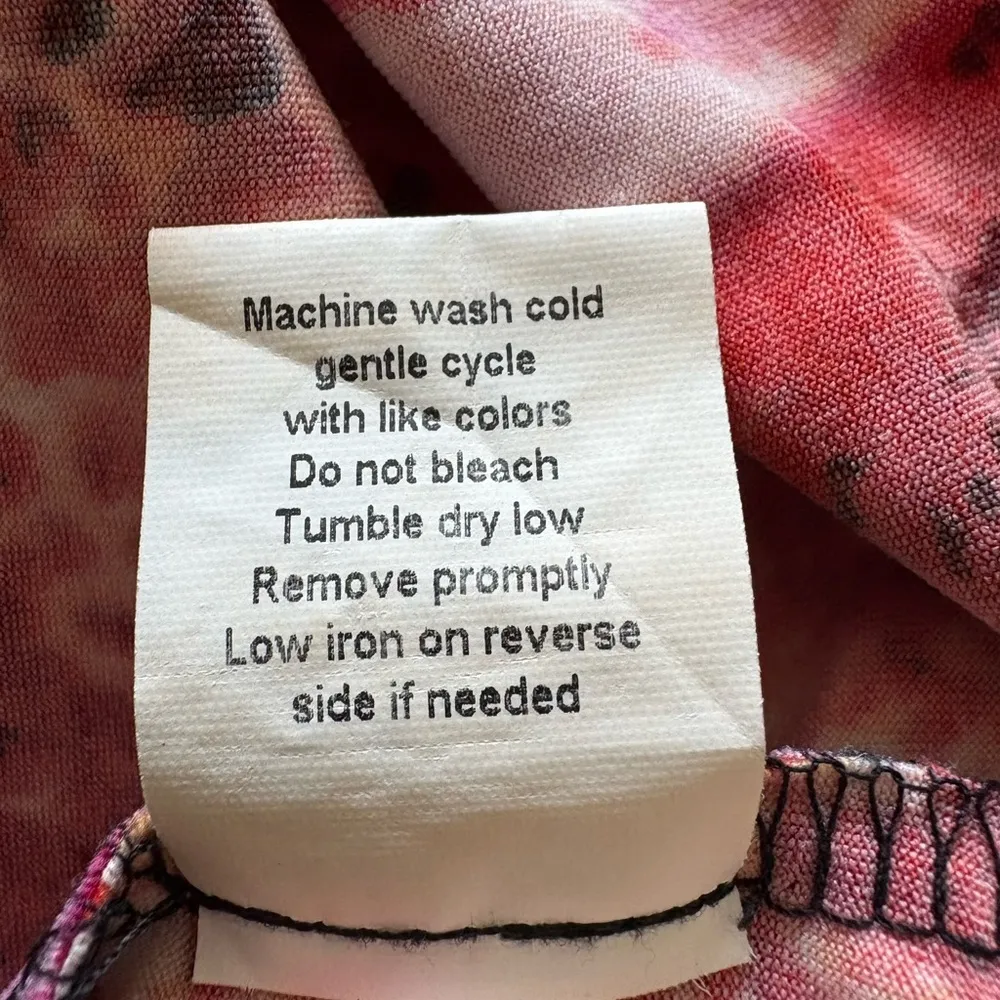 Machine wash cold
gentle cycle
with like colors
Do not bleach
Tumble dry low
Remove promptly
Low iron on reverse
side if needed